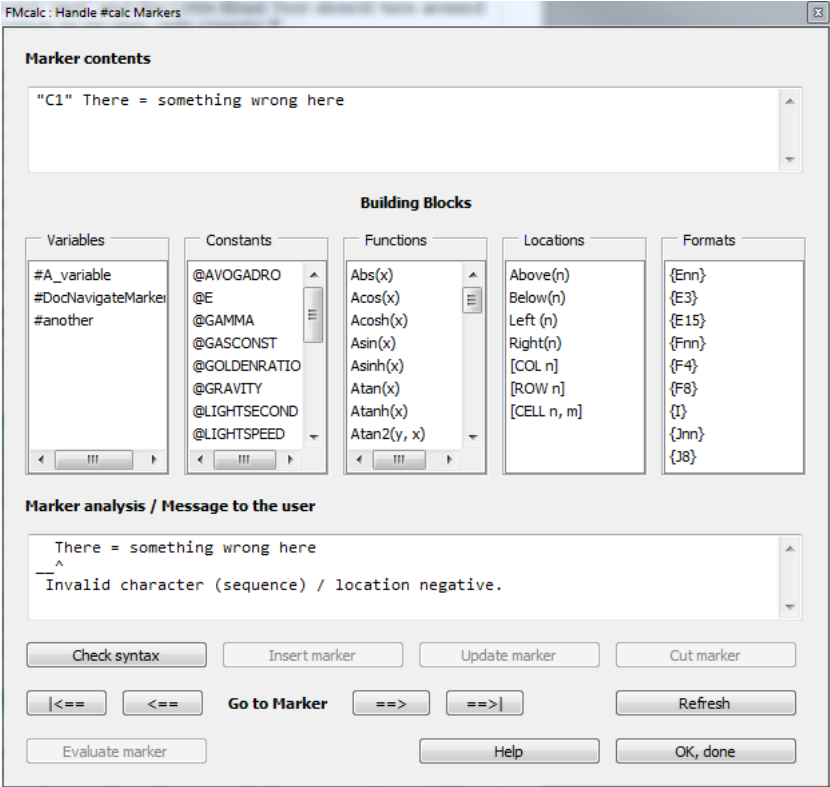 FMcalc : Handle #calc Markers
Marker contents
"C1" There = something wrong here
Building Blocks
Variables
#A_variable
#DocNavigateMarker
#another
Constants
@AVOGADRO
@E
@GAMMA
@GASCONST
@GOLDENRATIO
@GRAVITY
@LIGHTSECOND
@LIGHTSPEED
Functions
Abs(x)
Acos(x)
Acosh(x)
Asin(x)
Asinh(x)
Atan(x)
Atanh(x)
Atan2(y, x)
Locations
Above(n)
Below(n)
Left (n)
Right(n)
[COL n]
[ROW n]
[CELL n, m]
Formats
{Enn}
{E3}
{E15}
{Fnn}
{F4}
{F8}
{I}
{Jnn}
{J8}
Marker analysis / Message to the user
There = something wrong here
__^
Invalid character (sequence) / location negative.
Check syntax
Insert marker
Update marker
Cut marker
|<==
<==
Go to Marker
==>
==>|
Refresh
Evaluate marker
Help
OK, done